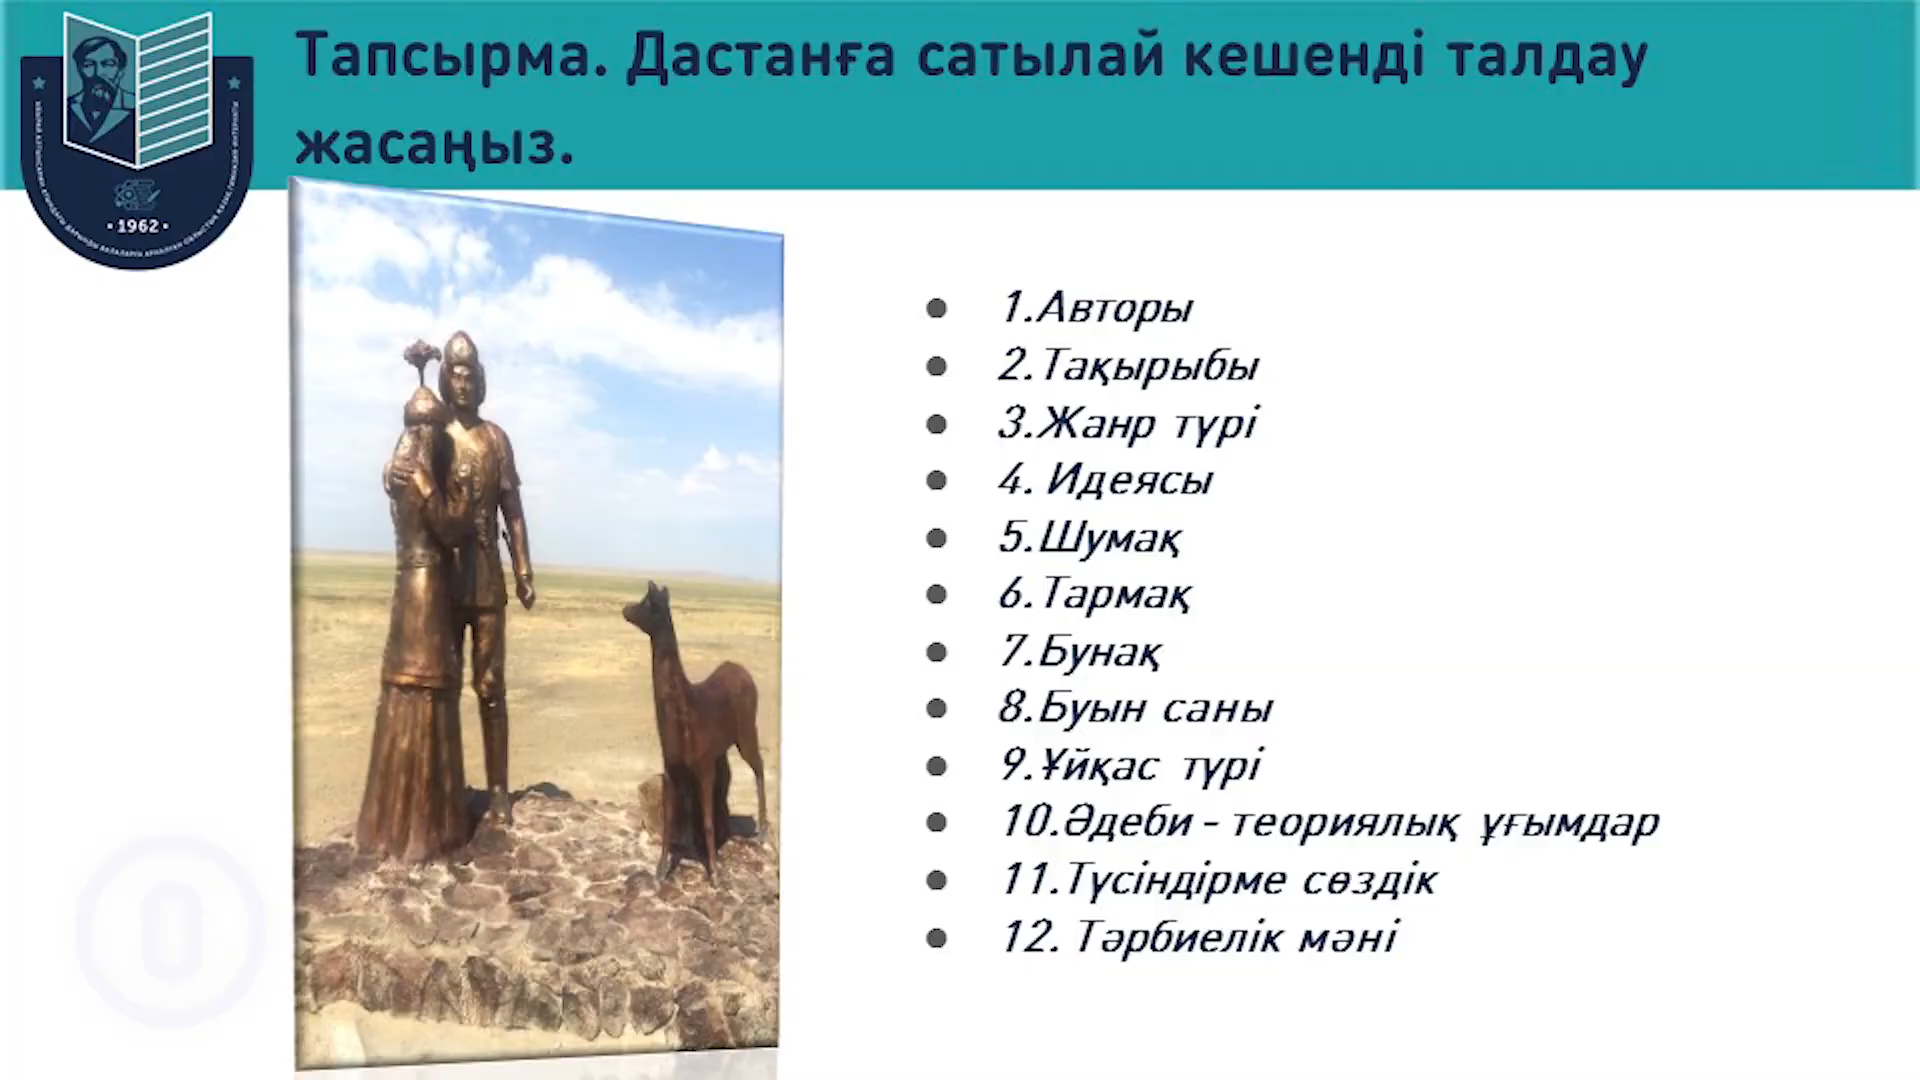 Тапсырма. Дастанға сатылай кешенді талдау
жасаңыз.
• 1962 •
1.Авторы
2.Тақырыбы
3.Жанр түрі
4. Идеясы
5.Шумақ
6.Тармақ
7.Бунақ
8.Буын саны
9.Ұйқас түрі
10.Әдеби - теориялық ұғымдар
11.Түсіндірме сөздік
12. Тәрбиелік мәні
0